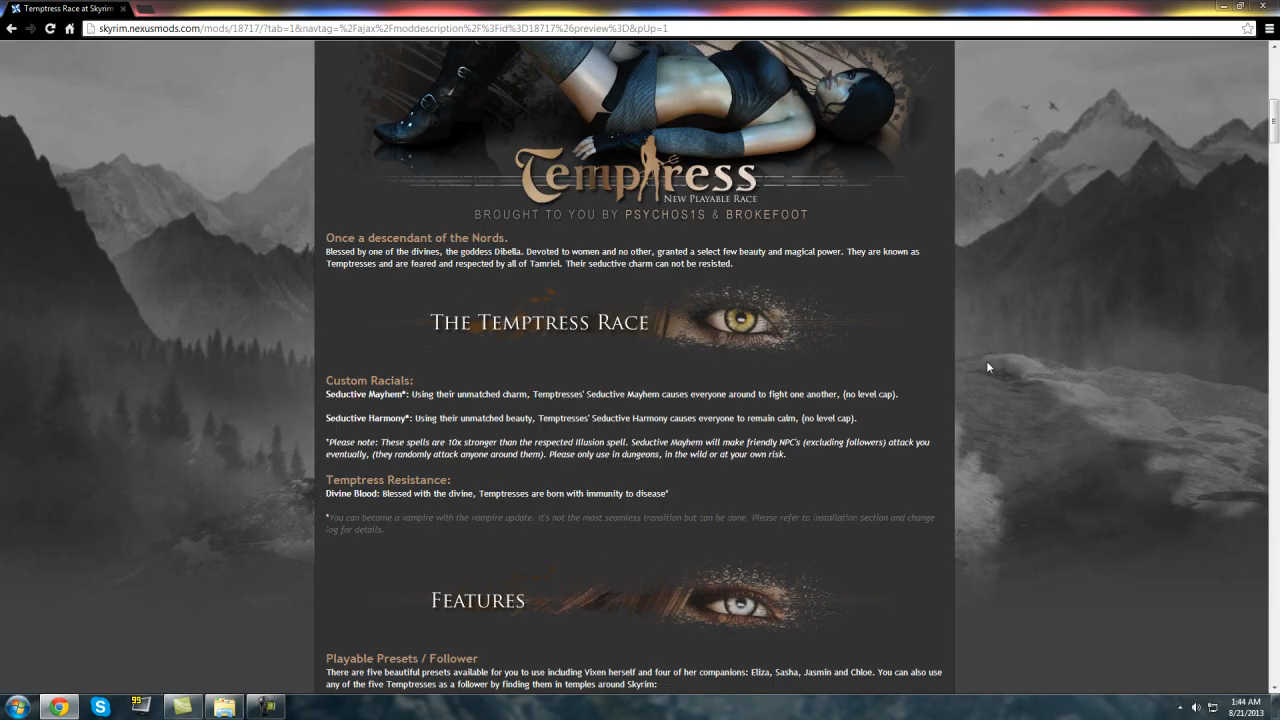 Temptress Race at Skyrim
skyrim.nexusmods.com/mods/18717/?tab=1&navtag=%2Fajax%2Fmoddescription%2F%3Fid%3D18717%26preview%3D&pUp=1
Temptress
New Playable Race
BROUGHT TO YOU BY PSYCHOS1S & BROKEFOOT
Once a descendant of the Nords.
Blessed by one of the divines, the goddess Dibella. Devoted to women and no other, granted a select few beauty and magical power. They are known as
Temptresses and are feared and respected by all of Tamriel. Their seductive charm can not be resisted.
The Temptress Race
Custom Racials:
Seductive Mayhem*: Using their unmatched charm, Temptresses' Seductive Mayhem causes everyone around to fight one another, (no level cap).
Seductive Harmony*: Using their unmatched beauty, Temptresses' Seductive Harmony causes everyone to remain calm, (no level cap).
*Please note: These spells are 10x stronger than the respected Illusion spell. Seductive Mayhem will make friendly NPC's (excluding followers) attack you
eventually, (they randomly attack anyone around them). Please only use in dungeons, in the wild or at your own risk.
Temptress Resistance:
Divine Blood: Blessed with the divine, Temptresses are born with immunity to disease*
*You can become a vampire with the vampire update. It's not the most seamless transition but can be done. Please refer to installation section and change
log for details.
Features
Playable Presets / Follower
There are five beautiful presets available for you to use including Vixen herself and four of her companions: Eliza, Sasha, Jasmin and Chloe. You can also use
any of the five Temptresses as a follower by finding them in temples around Skyrim:
99
1:44 AM
8/21/2013